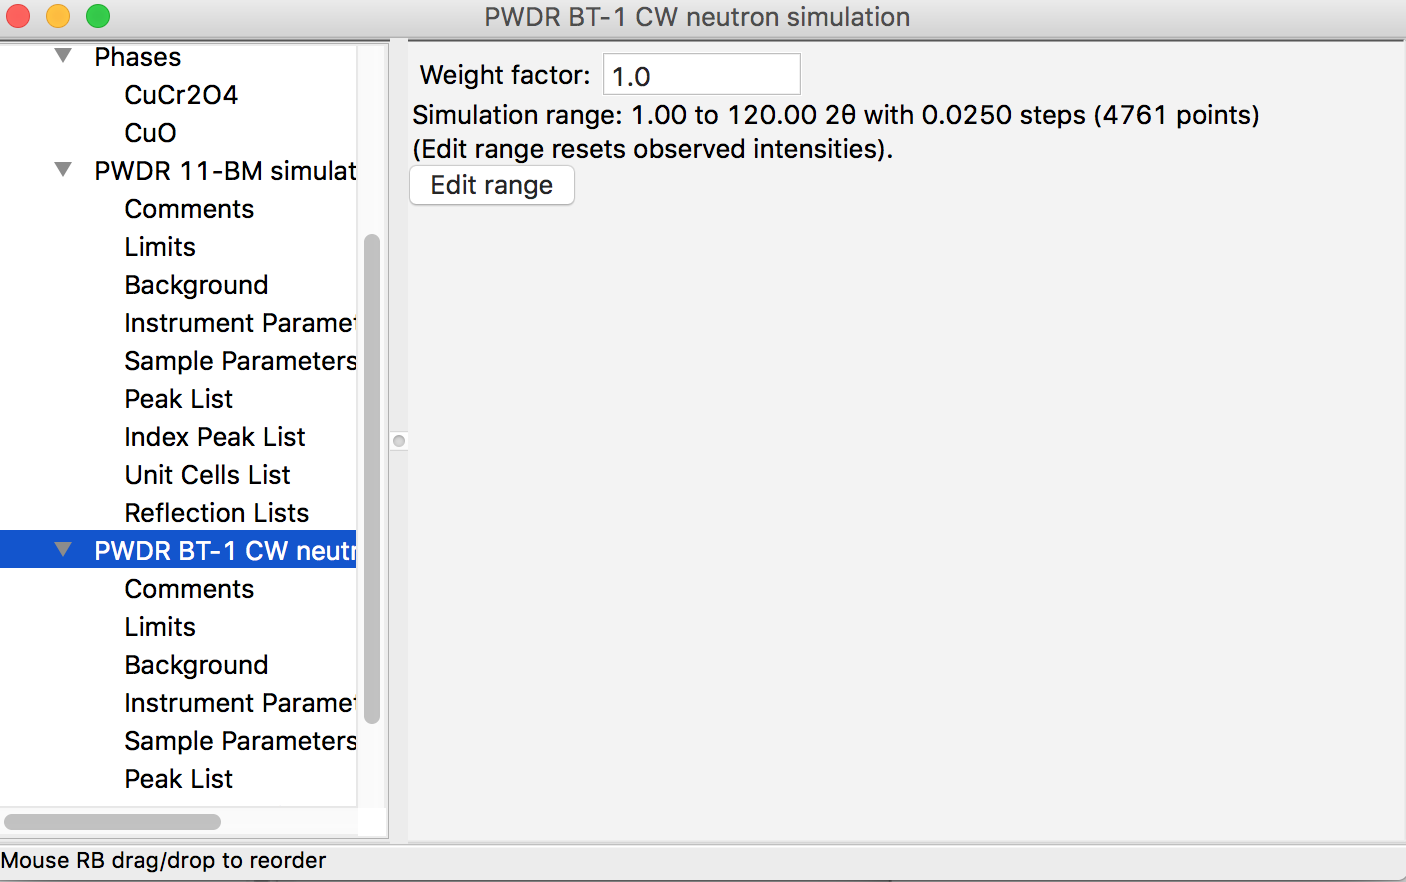 PWDR BT-1 CW neutron simulation
Phases
CuCr2O4
CuO
PWDR 11-BM simulat
Comments
Limits
Background
Instrument Paramet
Sample Parameters
Peak List
Index Peak List
Unit Cells List
Reflection Lists
PWDR BT-1 CW neutr
Comments
Limits
Background
Instrument Paramet
Sample Parameters
Peak List
Weight factor: 1.0
Simulation range: 1.00 to 120.00 2θ with 0.0250 steps (4761 points)
(Edit range resets observed intensities).
Edit range
Mouse RB drag/drop to reorder